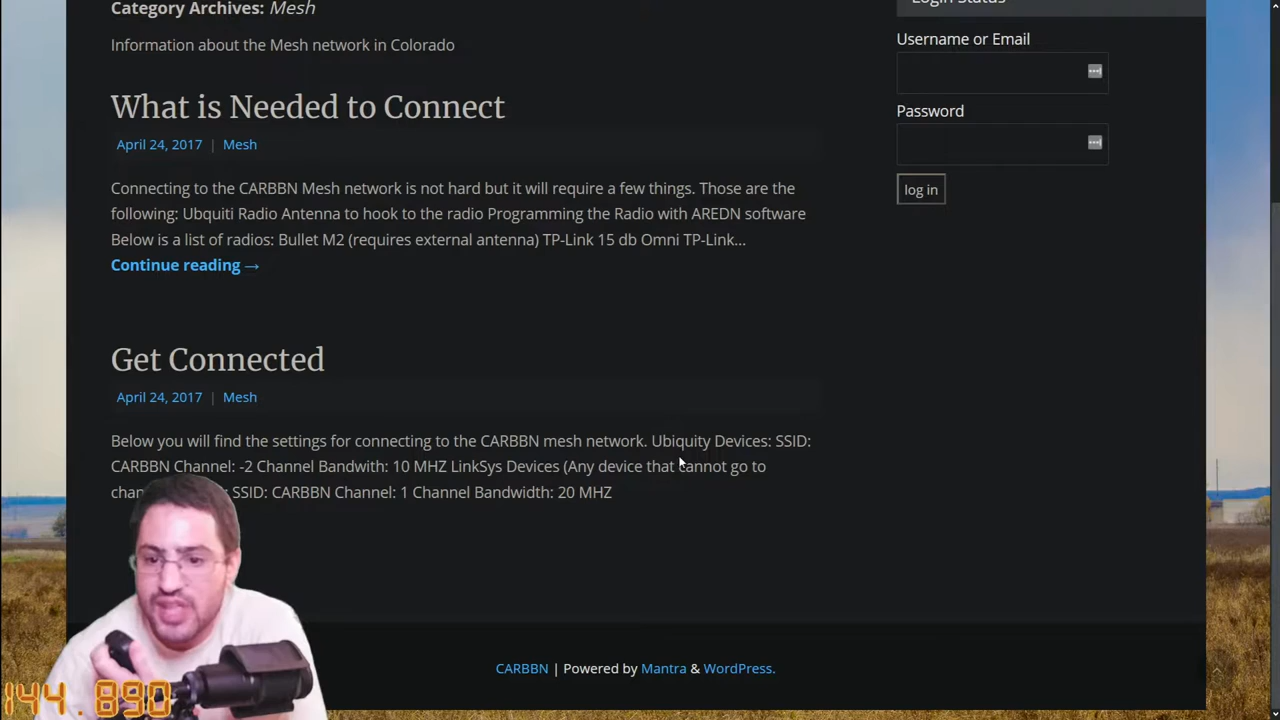 Category Archives: Mesh
Information about the Mesh network in Colorado
What is Needed to Connect
April 24, 2017 | Mesh
Connecting to the CARBBN Mesh network is not hard but it will require a few things. Those are the
following: Ubquiti Radio Antenna to hook to the radio Programming the Radio with AREDN software
Below is a list of radios: Bullet M2 (requires external antenna) TP-Link 15 db Omni TP-Link…
Continue reading →
Get Connected
April 24, 2017 | Mesh
Below you will find the settings for connecting to the CARBBN mesh network. Ubiquity Devices: SSID:
CARBBN Channel: -2 Channel Bandwith: 10 MHZ LinkSys Devices (Any device that cannot go to
SSID: CARBBN Channel: 1 Channel Bandwidth: 20 MHZ
Login Status
Username or Email
Password
log in
CARBBN | Powered by Mantra & WordPress.
144.890